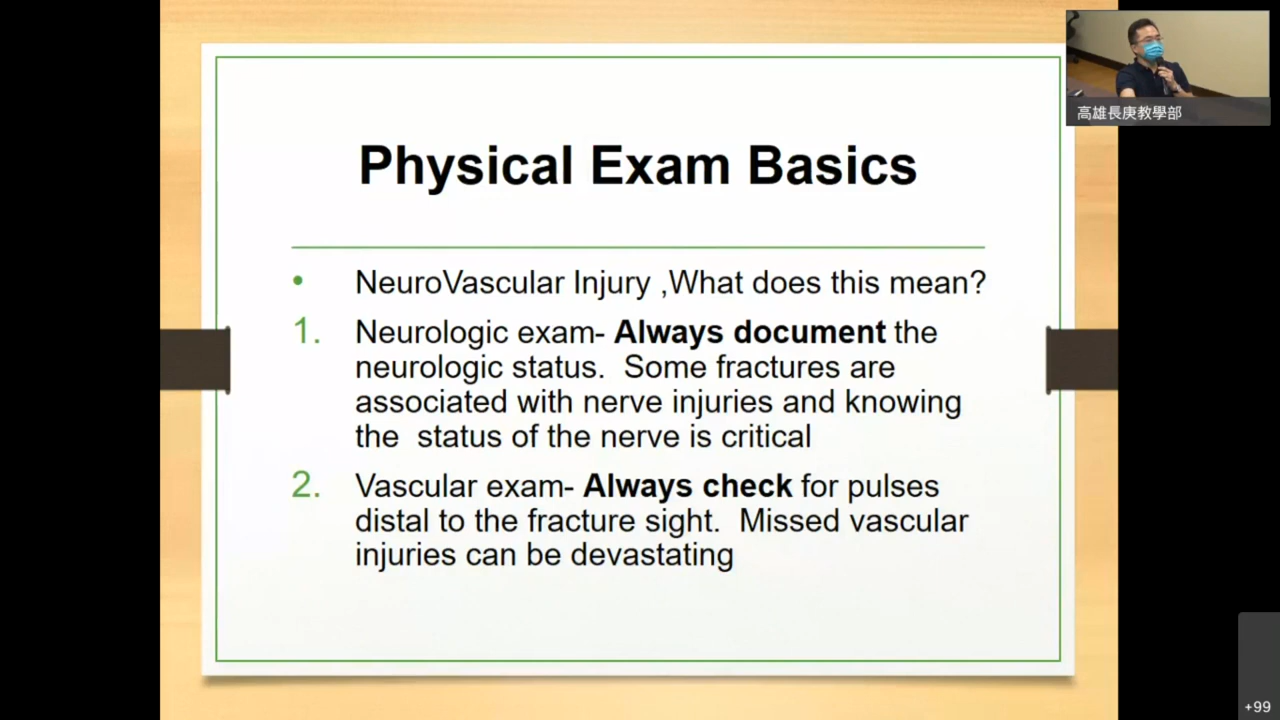 高雄長庚教學部
Physical Exam Basics
• NeuroVascular Injury ,What does this mean?
1. Neurologic exam- Always document the
neurologic status. Some fractures are
associated with nerve injuries and knowing
the status of the nerve is critical
2. Vascular exam- Always check for pulses
distal to the fracture sight. Missed vascular
injuries can be devastating
+99